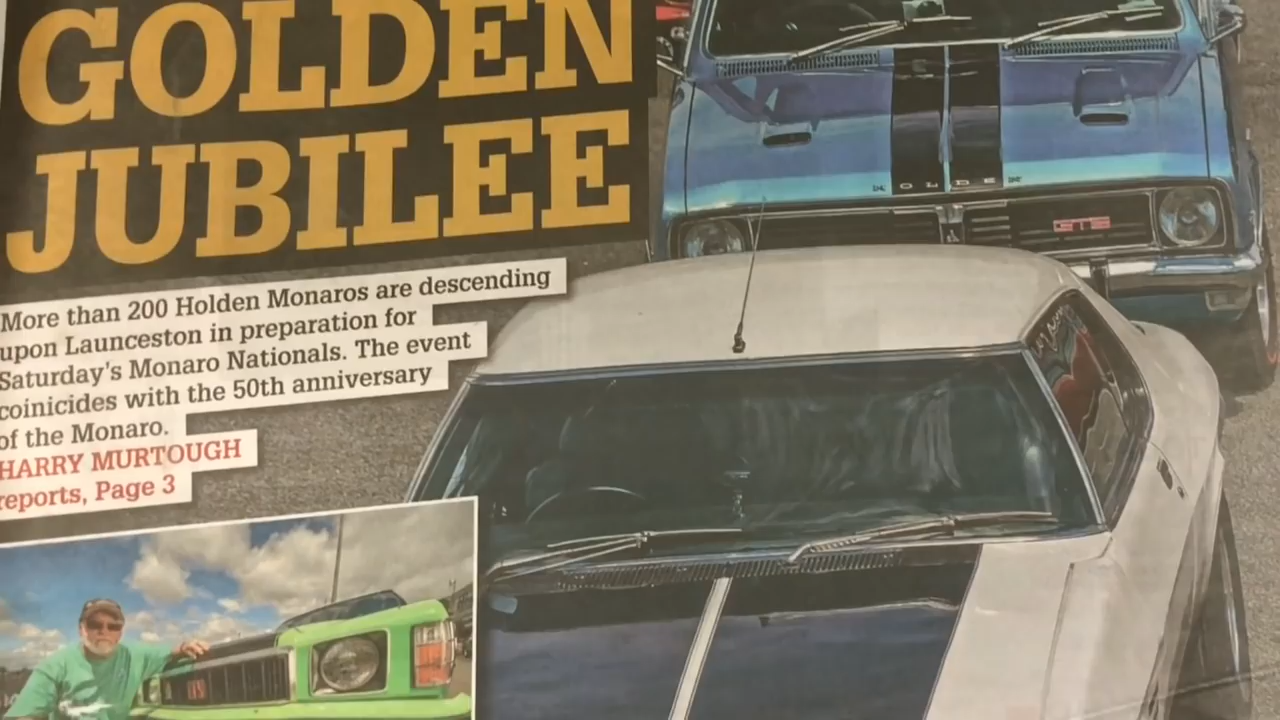 GOLDEN
JUBILEE
More than 200 Holden Monaros are descending
upon Launceston in preparation for
Saturday's Monaro Nationals. The event
coinicides with the 50th anniversary
of the Monaro.
HARRY MURTOUGH
reports, Page 3
GTS